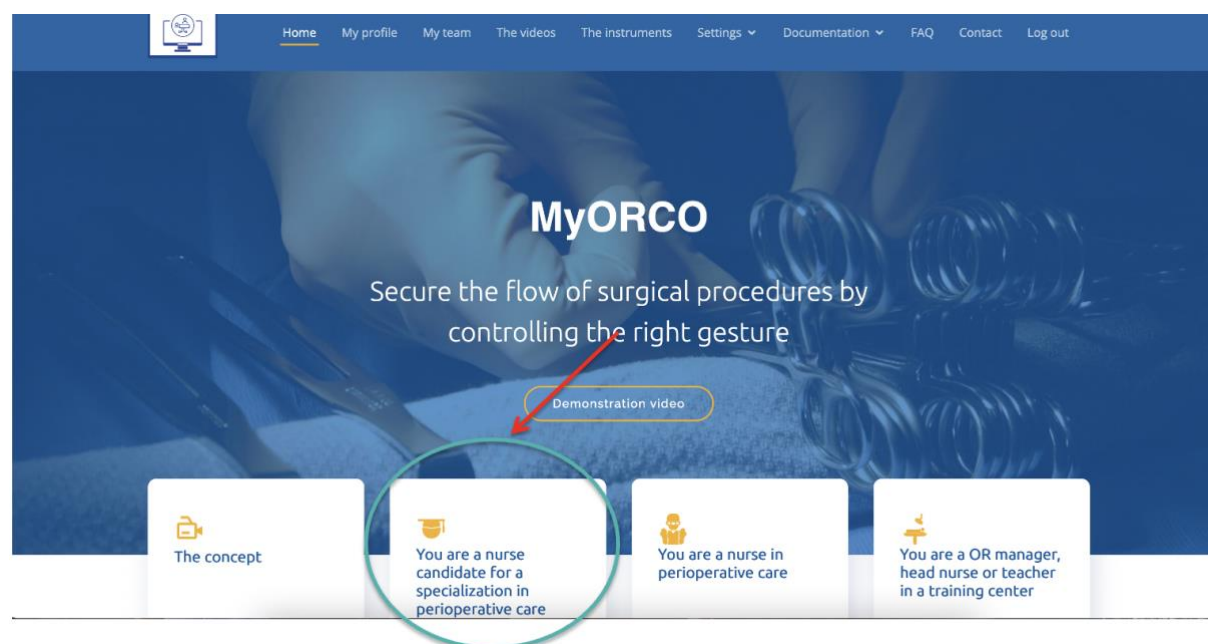 Home My profile My team The videos The instruments Settings Documentation FAQ Contact Log out
MyORCO
Secure the flow of surgical procedures by
controlling the right gesture
Demonstration video
The concept
You are a nurse
candidate for a
specialization in
perioperative care
You are a nurse in
perioperative care
You are a OR manager,
head nurse or teacher
in a training center